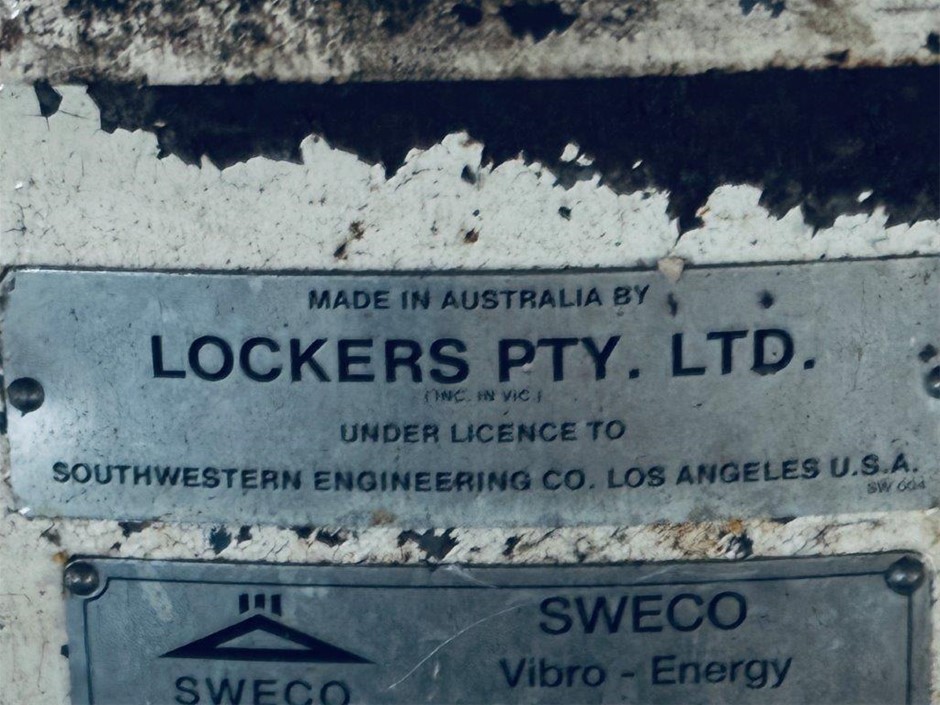 MADE IN AUSTRALIA BY
LOCKERS PTY. LTD.
(INC. IN VIC.)
UNDER LICENCE TO
SOUTHWESTERN ENGINEERING CO. LOS ANGELES U.S.A.
SW 604
SWECO
Vibro - Energy
SWECO